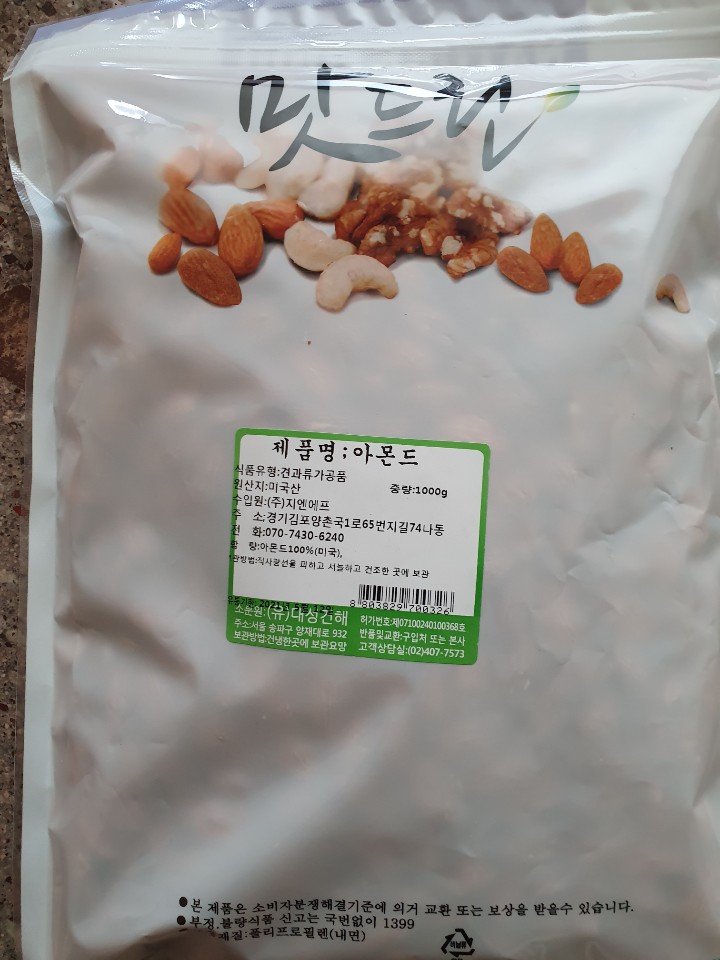 맛드런
제품명;아몬드
식품유형:견과류가공품
원산지:미국산 중량:1000g
수입원:(주)지엔에프
주 소;경기김포양촌국1로65번지길74나동
전 화:070-7430-6240
함 량:아몬드100%(미국),
관방법:직사광선을 피하고 서늘하고 건조한 곳에 보관
8 803829 700326
소분원:(유)대성건해
허가번호:제07100240100368호
주소:서울 송파구 양재대로 932
반품및교환:구입처 또는 본사
보관방법:건냉한곳에 보관요망
고객상담실:(02)407-7573
●본 제품은 소비자분쟁해결기준에 의거 교환 또는 보상을 받을수 있습니다.
●부정.불량식품 신고는 국번없이 1399
재질:폴리프로필렌(내면)